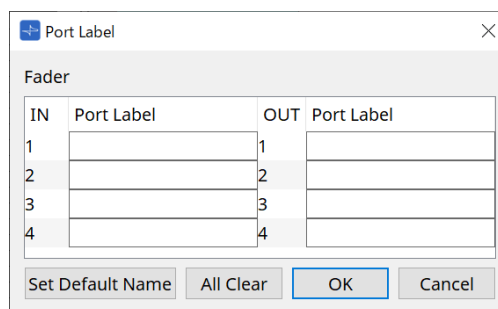 Port Label
Fader
IN Port Label OUT Port Label
1 1
2 2
3 3
4 4
Set Default Name All Clear OK Cancel